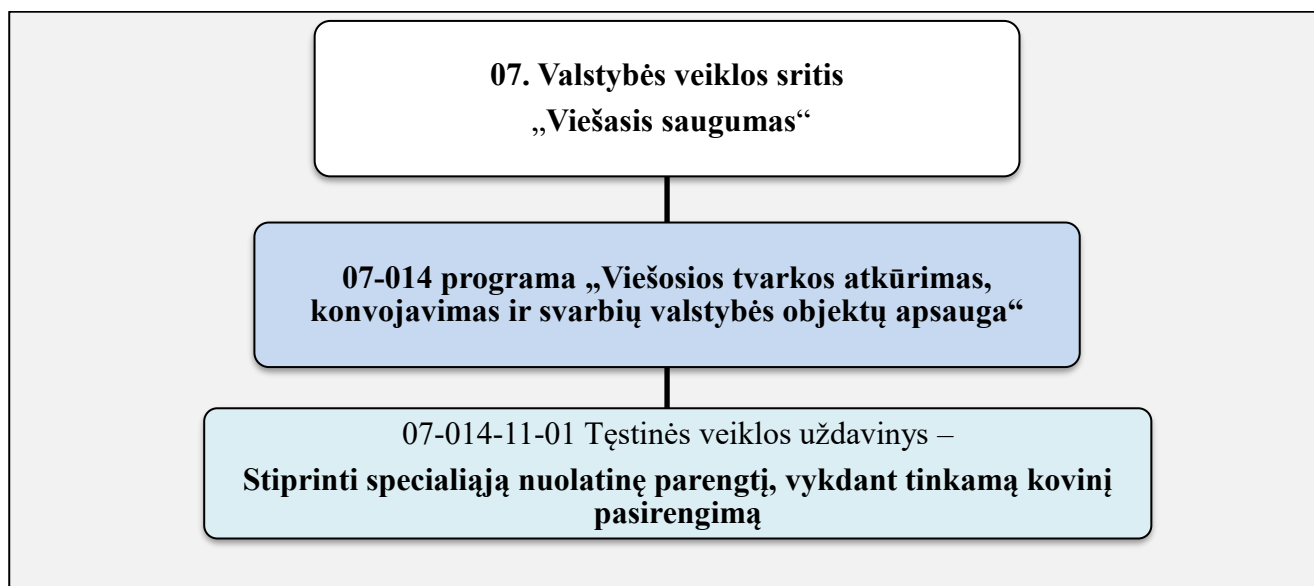 07. Valstybės veiklos sritis
„Viešasis saugumas“
07-014 programa „Viešosios tvarkos atkūrimas,
konvojavimas ir svarbių valstybės objektų apsauga“
07-014-11-01 Tęstinės veiklos uždavinys –
Stiprinti specialiąją nuolatinę parengtį, vykdant tinkamą kovinį
pasirengimą